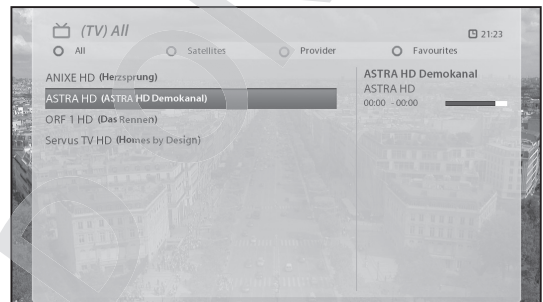 (TV) All
21:23
All Satellites Provider Favourites
ANIXE HD (Herzsprung)
ASTRA HD (ASTRA HD Demokanal)
ORF 1 HD (Das Rennen)
Servus TV HD (Homes by Design)
ASTRA HD Demokanal
ASTRA HD
00:00 - 00:00